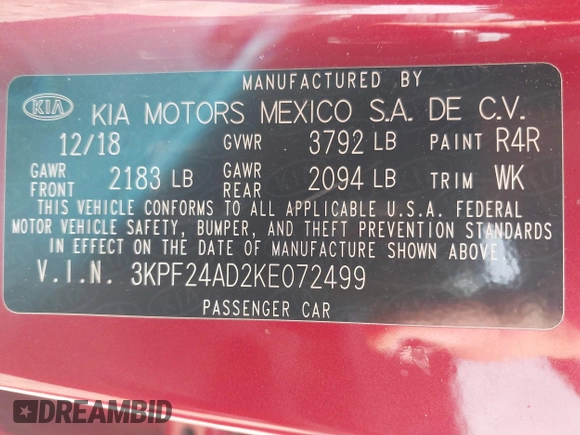 MANUFACTURED BY
KIA KIA MOTORS MEXICO S.A. DE C.V.
12/18 GVWR 3792 LB PAINT R4R
GAWR FRONT 2183 LB GAWR REAR 2094 LB TRIM WK
THIS VEHICLE CONFORMS TO ALL APPLICABLE U.S.A. FEDERAL
MOTOR VEHICLE SAFETY, BUMPER, AND THEFT PREVENTION STANDARDS
IN EFFECT ON THE DATE OF MANUFACTURE SHOWN ABOVE.
V.I.N. 3KPF24AD2KE072499
PASSENGER CAR
DREAMBID